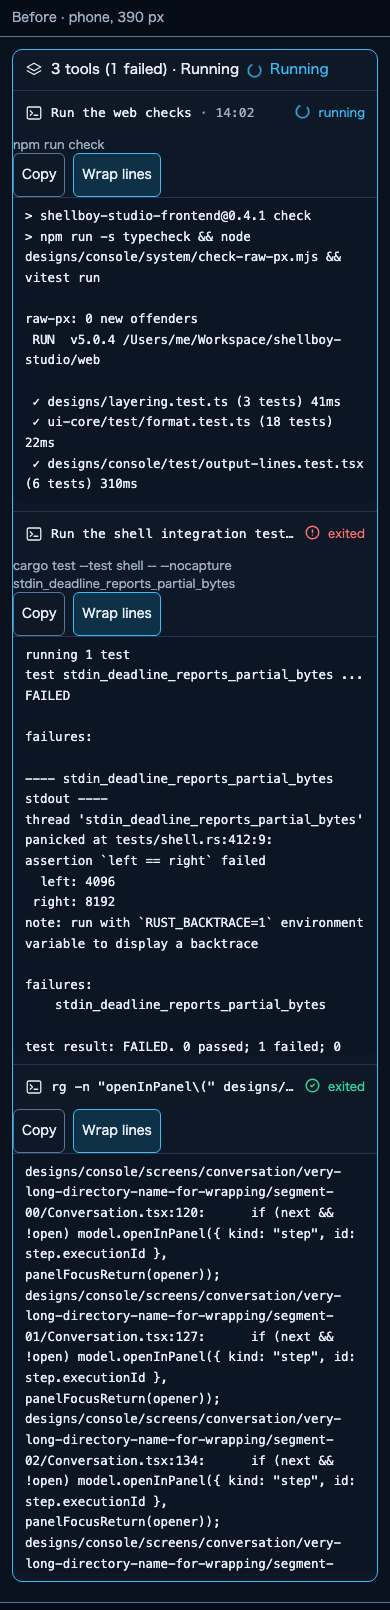 Before · phone, 390 px
3 tools (1 failed) · Running Running
Run the web checks · 14:02 running
npm run check
Copy Wrap lines
> shellboy-studio-frontend@0.4.1 check
> npm run -s typecheck && node
designs/console/system/check-raw-px.mjs &&
vitest run
raw-px: 0 new offenders
RUN v5.0.4 /Users/me/Workspace/shellboy-
studio/web
✓ designs/layering.test.ts (3 tests) 41ms
✓ ui-core/test/format.test.ts (18 tests)
22ms
✓ designs/console/test/output-lines.test.tsx
(6 tests) 310ms
Run the shell integration test… exited
cargo test --test shell -- --nocapture
stdin_deadline_reports_partial_bytes
Copy Wrap lines
running 1 test
test stdin_deadline_reports_partial_bytes ...
FAILED
failures:
---- stdin_deadline_reports_partial_bytes
stdout ----
thread 'stdin_deadline_reports_partial_bytes'
panicked at tests/shell.rs:412:9:
assertion `left == right` failed
left: 4096
right: 8192
note: run with `RUST_BACKTRACE=1` environment
variable to display a backtrace
failures:
stdin_deadline_reports_partial_bytes
test result: FAILED. 0 passed; 1 failed; 0
rg -n "openInPanel\(" designs/… exited
Copy Wrap lines
designs/console/screens/conversation/very-
long-directory-name-for-wrapping/segment-
00/Conversation.tsx:120: if (next &&
!open) model.openInPanel({ kind: "step", id:
step.executionId },
panelFocusReturn(opener));
designs/console/screens/conversation/very-
long-directory-name-for-wrapping/segment-
01/Conversation.tsx:127: if (next &&
!open) model.openInPanel({ kind: "step", id:
step.executionId },
panelFocusReturn(opener));
designs/console/screens/conversation/very-
long-directory-name-for-wrapping/segment-
02/Conversation.tsx:134: if (next &&
!open) model.openInPanel({ kind: "step", id:
step.executionId },
panelFocusReturn(opener));
designs/console/screens/conversation/very-
long-directory-name-for-wrapping/segment-